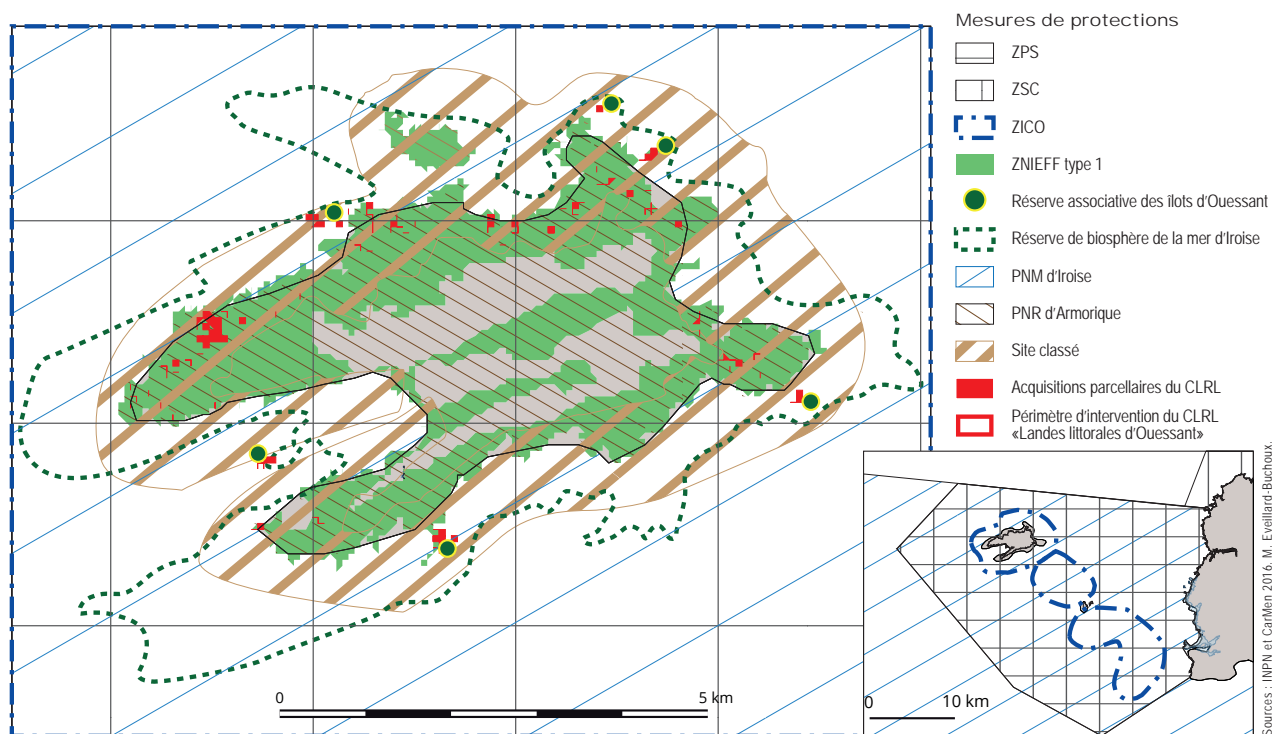 Mesures de protections
ZPS
ZSC
ZICO
ZNIEFF type 1
Réserve associative des îlots d'Ouessant
Réserve de biosphère de la mer d'Iroise
PNM d'Iroise
PNR d'Armorique
Site classé
Acquisitions parcellaires du CLRL
Périmètre d'intervention du CLRL
«Landes littorales d'Ouessant»
0 5 km
0 10 km
Sources : INPN et CarMen 2016. M. Eveillard-Buchoux.